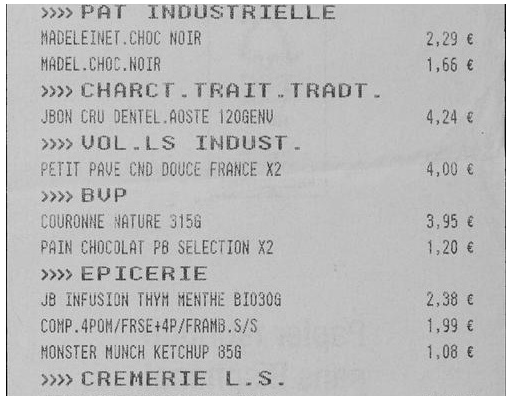 >>>> PAT INDUSTRIELLE
MADELEINET.CHOC NOIR 2,29 €
MADEL.CHOC.NOIR 1,66 €
>>>> CHARCT.TRAIT.TRADT.
JBON CRU DENTEL.AOSTE 120GENV 4,24 €
>>>> VOL.LS INDUST.
PETIT PAVE CND DOUCE FRANCE X2 4,00 €
>>>> BVP
COURONNE NATURE 315G 3,95 €
PAIN CHOCOLAT PB SELECTION X2 1,20 €
>>>> EPICERIE
JB INFUSION THYM MENTHE BIO30G 2,38 €
COMP.4POM/FRSE+4P/FRAMB.S/S 1,99 €
MONSTER MUNCH KETCHUP 85G 1,08 €
>>>> CREMERIE L.S.